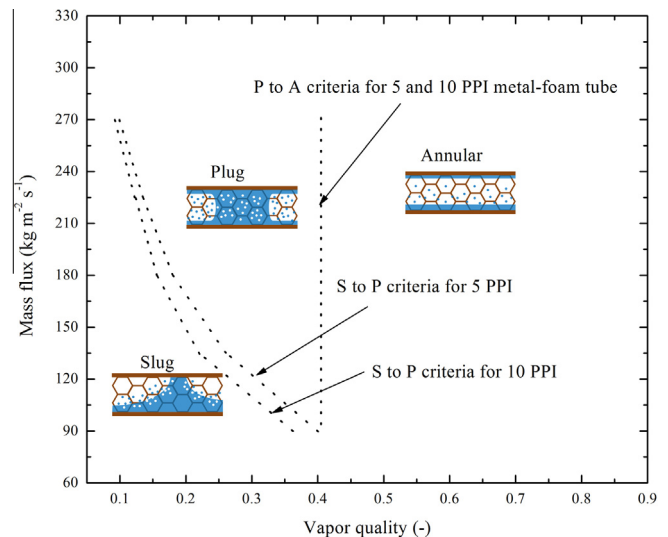 330
300
270
240
210
180
150
120
90
60
Mass flux (kg m⁻² s⁻¹)
P to A criteria for 5 and 10 PPI metal-foam tube
Plug
Annular
S to P criteria for 5 PPI
Slug
S to P criteria for 10 PPI
0.1 0.2 0.3 0.4 0.5 0.6 0.7 0.8 0.9
Vapor quality (-)